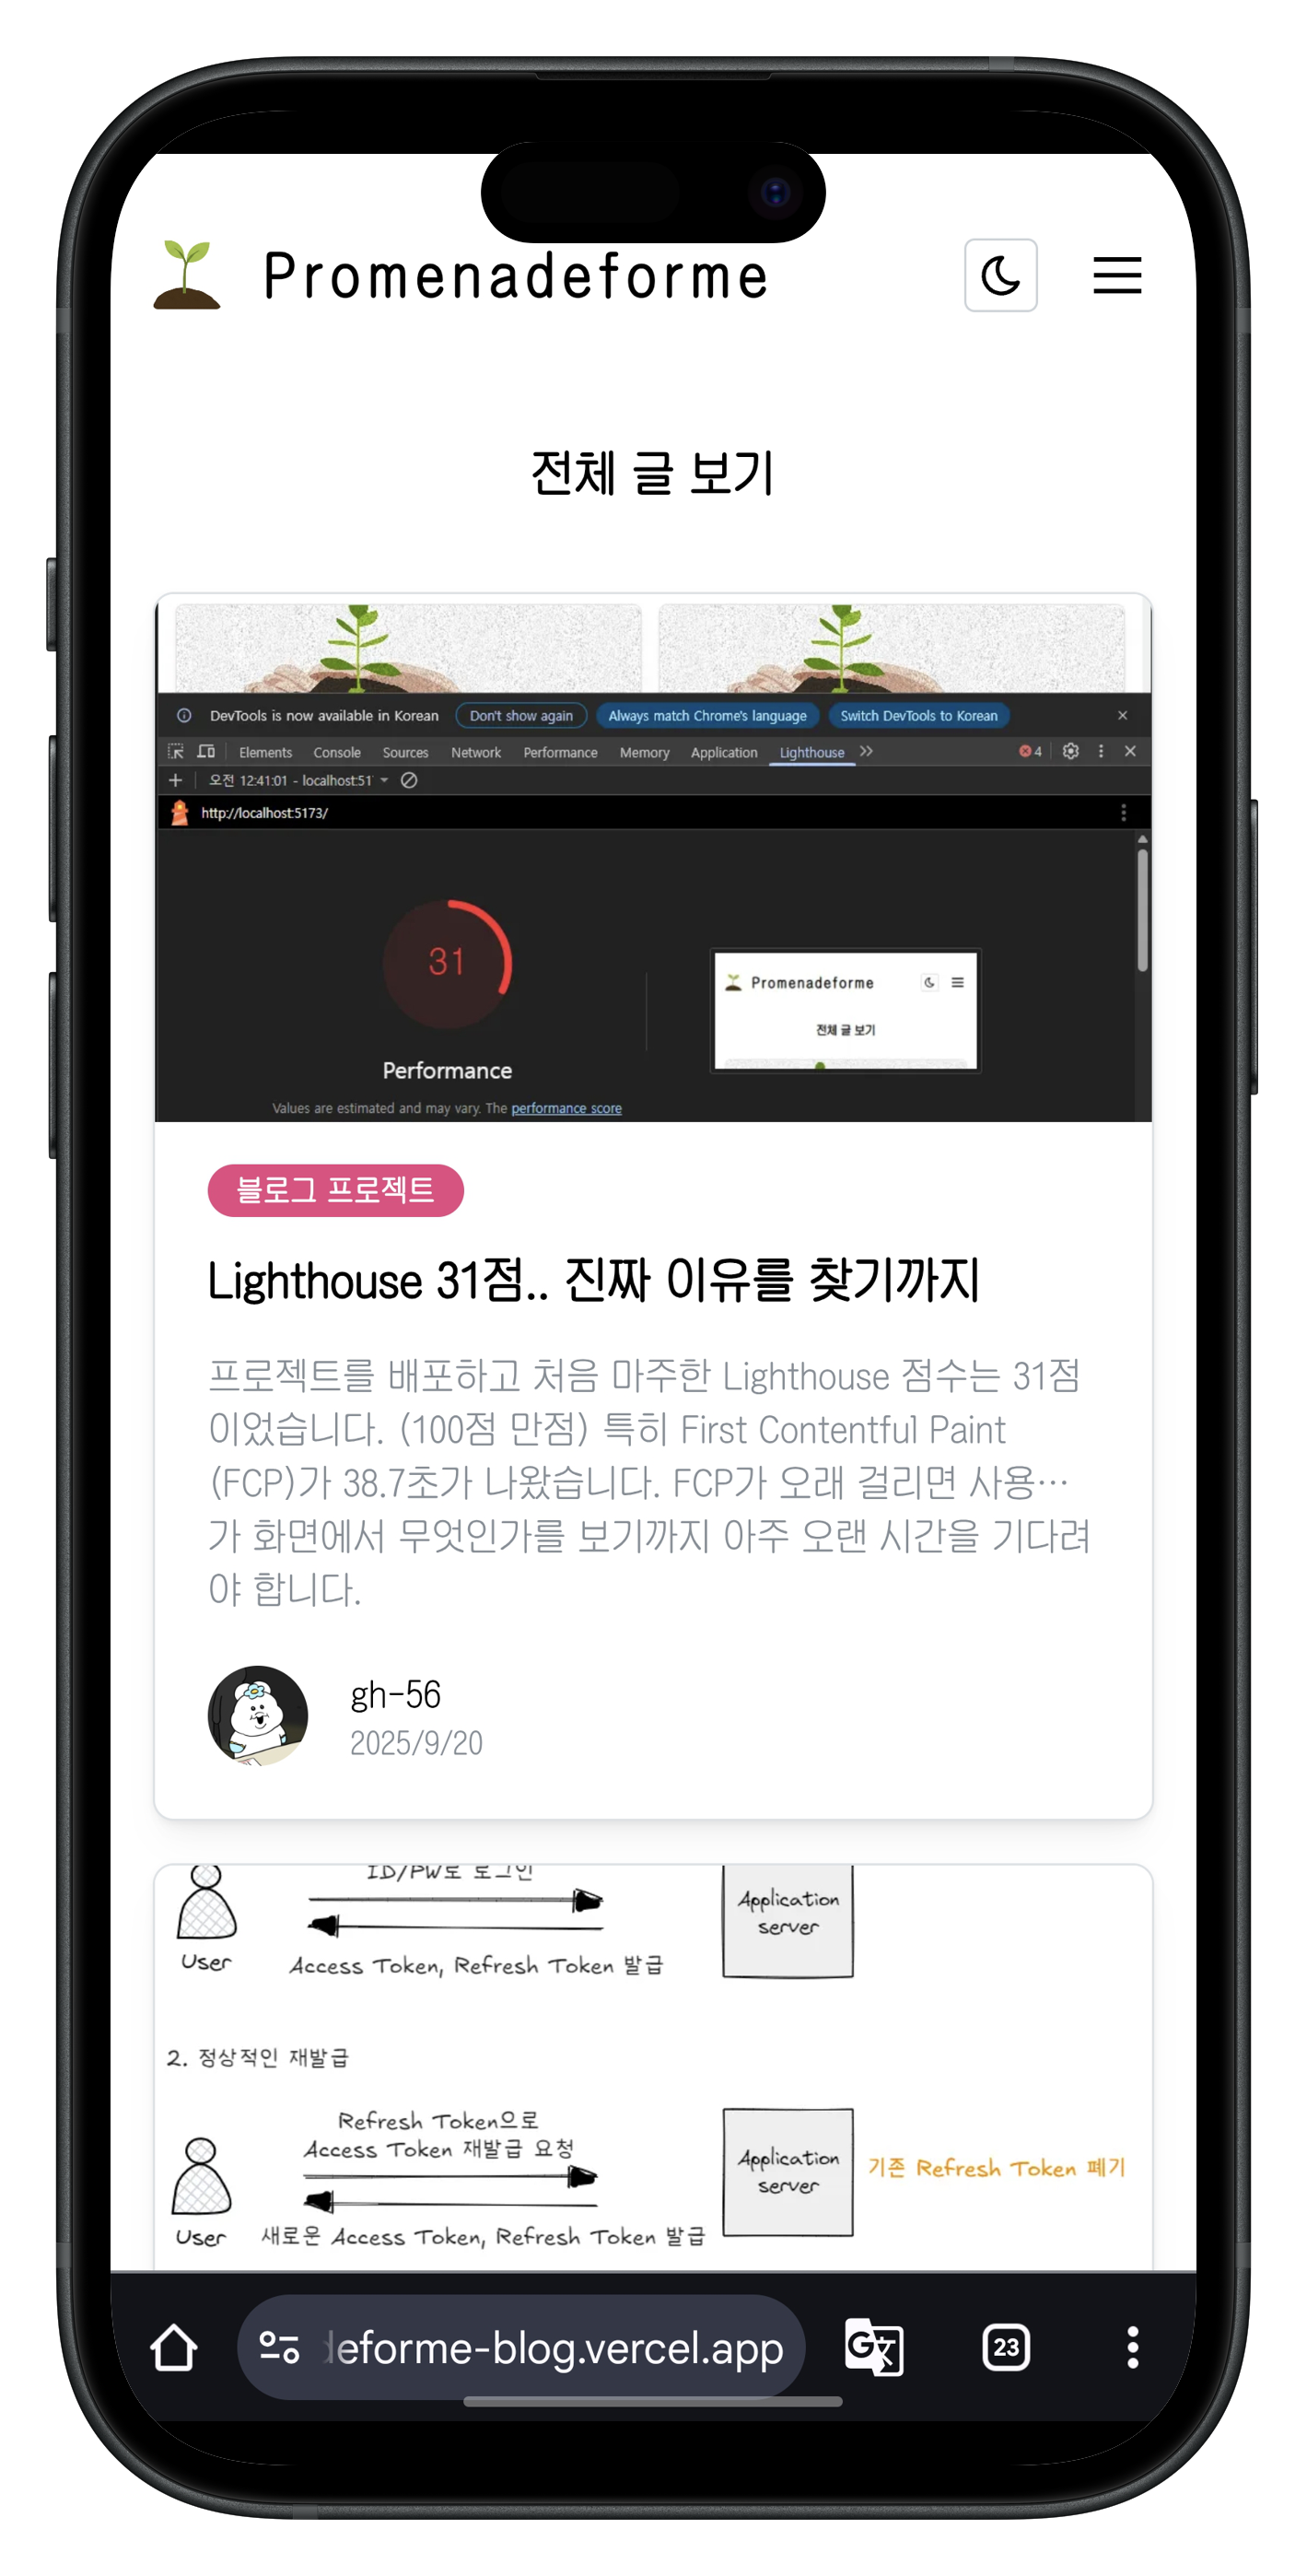 Promenadeforme
전체 글 보기
DevTools is now available in Korean Don't show again Always match Chrome's language Switch DevTools to Korean
Elements Console Sources Network Performance Memory Application Lighthouse 4
오전 12:41:01 - localhost:51
http://localhost:5173/
31
Performance
Values are estimated and may vary. The performance score
Promenadeforme
전체 글 보기
블로그 프로젝트
Lighthouse 31점.. 진짜 이유를 찾기까지
프로젝트를 배포하고 처음 마주한 Lighthouse 점수는 31점
이었습니다. (100점 만점) 특히 First Contentful Paint
(FCP)가 38.7초가 나왔습니다. FCP가 오래 걸리면 사용…
가 화면에서 무엇인가를 보기까지 아주 오랜 시간을 기다려
야 합니다.
gh-56
2025/9/20
ID/PW로 로그인
Application
server
User
Access Token, Refresh Token 발급
2. 정상적인 재발급
Refresh Token으로
Access Token 재발급 요청
Application
server
기존 Refresh Token 폐기
User
새로운 Access Token, Refresh Token 발급
deforme-blog.vercel.app
23